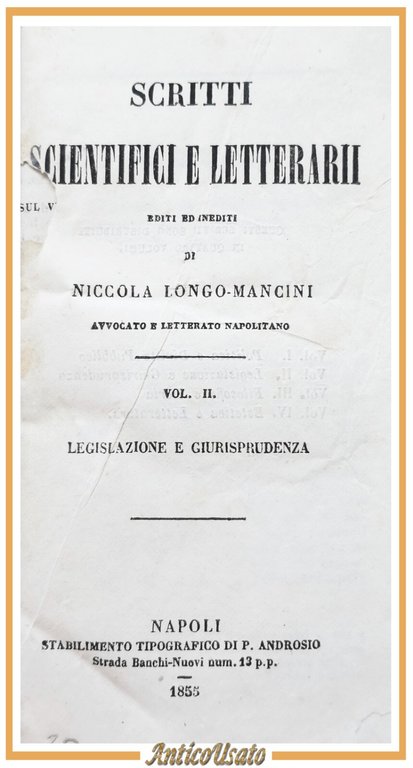 SCRITTI
SCIENTIFICI E LETTERARII
SUL V
EDITI ED INEDITI
DI
NICCOLA LONGO-MANCINI
AVVOCATO E LETTERATO NAPOLITANO
VOL. II.
LEGISLAZIONE E GIURISPRUDENZA
NAPOLI
STABILIMENTO TIPOGRAFICO DI P. ANDROSIO
Strada Banchi-Nuovi num. 13 p.p.
1855
AnticoUsato